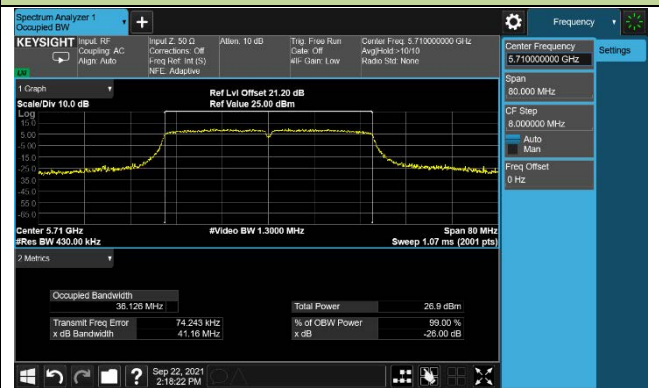 Spectrum Analyzer 1
Occupied BW
Frequency
KEYSIGHT
Input: RF
Coupling: AC
Align: Auto
Input Z: 50 Ω
Corrections: Off
Freq Ref: Int (S)
NFE: Adaptive
Atten: 10 dB
Trig: Free Run
Gate: Off
#IF Gain: Low
Center Freq: 5.710000000 GHz
Avg|Hold:>10/10
Radio Std: None
Center Frequency
5.710000000 GHz
Settings
Span
80.000 MHz
CF Step
8.000000 MHz
Auto
Man
Freq Offset
0 Hz
1 Graph
Scale/Div 10.0 dB
Ref Lvl Offset 21.20 dB
Ref Value 25.00 dBm
Log
15.0
5.00
-5.00
-15.0
-25.0
-35.0
-45.0
-55.0
-65.0
Center 5.71 GHz
#Video BW 1.3000 MHz
Span 80 MHz
#Res BW 430.00 kHz
Sweep 1.07 ms (2001 pts)
2 Metrics
Occupied Bandwidth
36.126 MHz
Total Power
26.9 dBm
Transmit Freq Error
74.243 kHz
% of OBW Power
99.00 %
x dB Bandwidth
41.16 MHz
x dB
-26.00 dB
?
Sep 22, 2021
2:18:22 PM